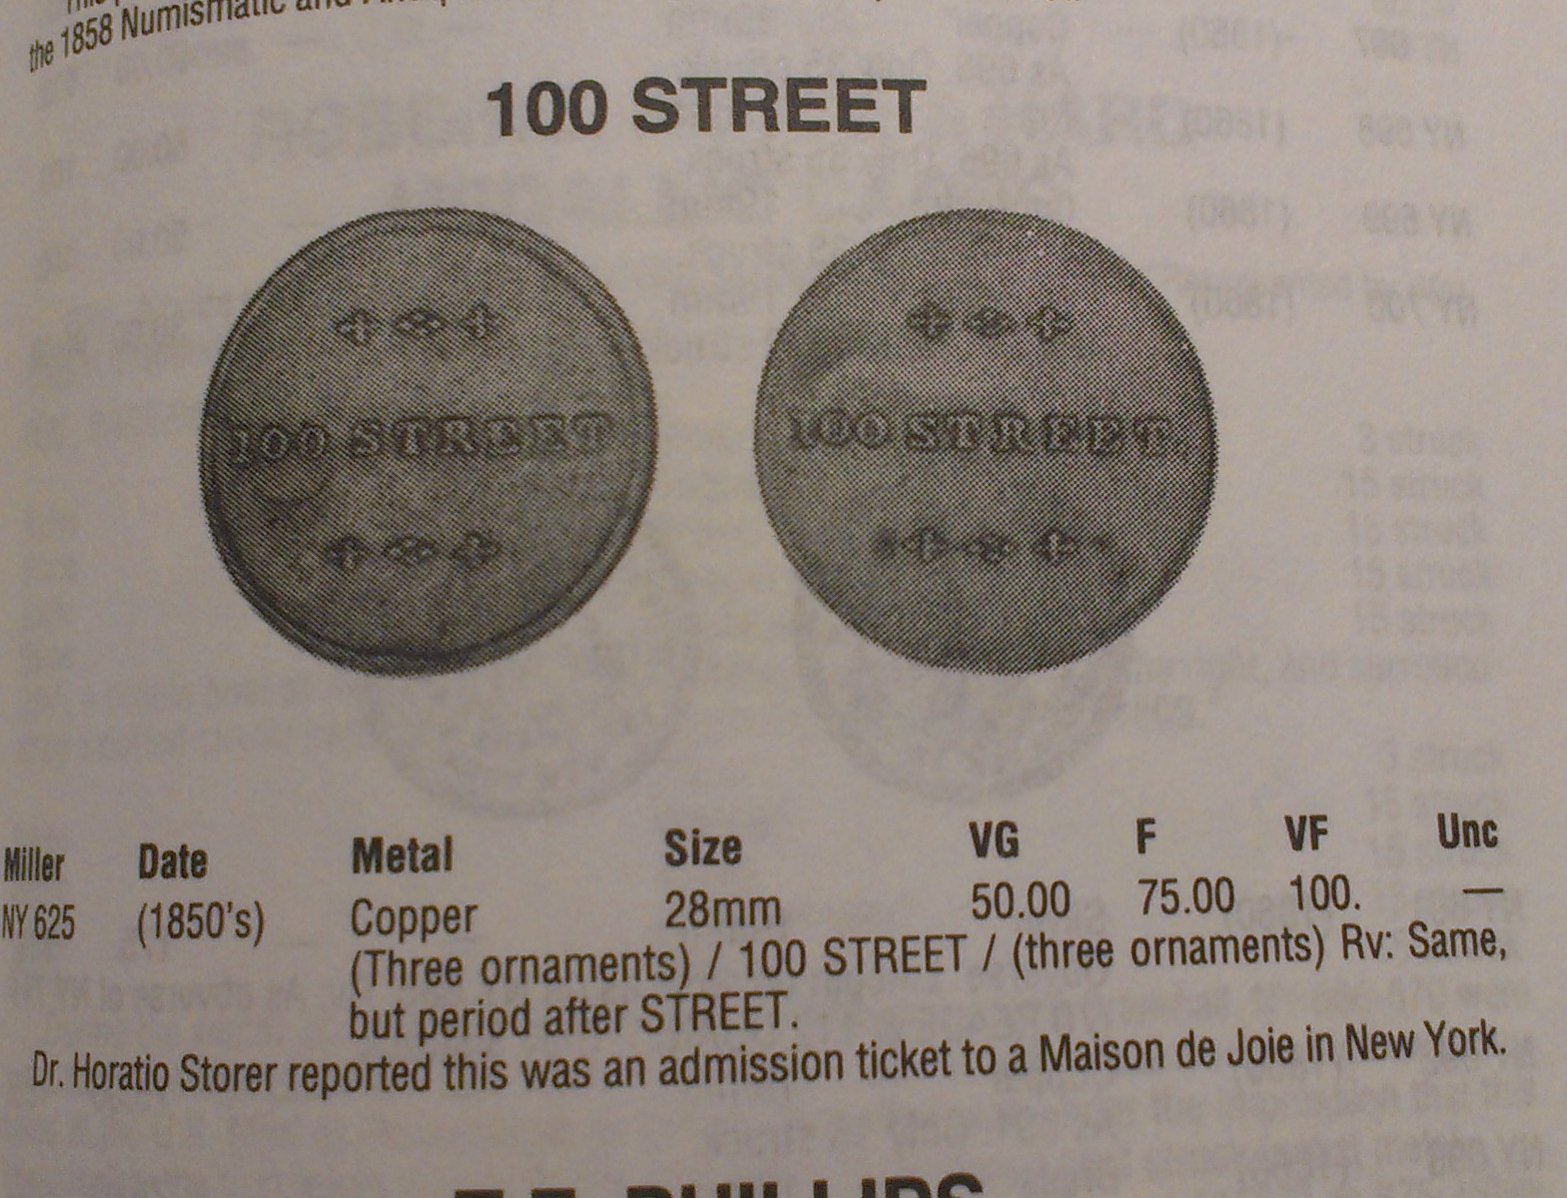 the 1858 Numismatic and
100 STREET
100 STREET
100 STREET.
Miller Date Metal Size VG F VF Unc
NY 625 (1850's) Copper 28mm 50.00 75.00 100. —
(Three ornaments) / 100 STREET / (three ornaments) Rv: Same,
but period after STREET.
Dr. Horatio Storer reported this was an admission ticket to a Maison de Joie in New York.
PHILLIPS